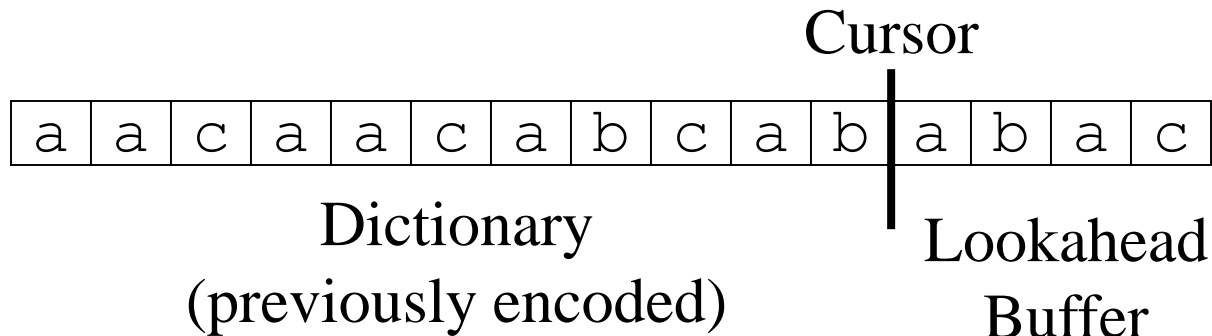 Cursor
a a c a a c a b c a b a b a c
Dictionary
(previously encoded)
Lookahead
Buffer